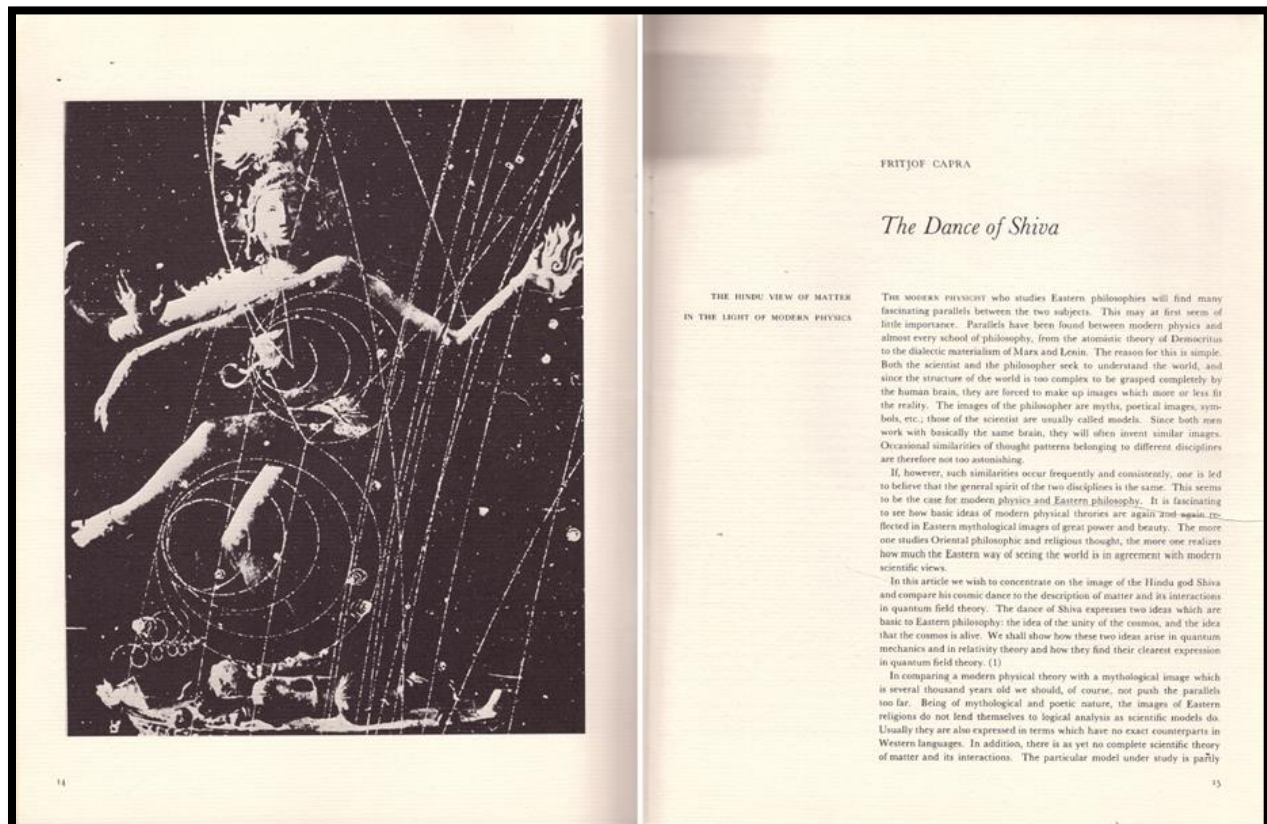 FRITJOF CAPRA
The Dance of Shiva
THE HINDU VIEW OF MATTER
IN THE LIGHT OF MODERN PHYSICS
THE MODERN PHYSICIST who studies Eastern philosophies will find many
fascinating parallels between the two subjects. This may at first seem of
little importance. Parallels have been found between modern physics and
almost every school of philosophy, from the atomistic theory of Democritus
to the dialectic materialism of Marx and Lenin. The reason for this is simple.
Both the scientist and the philosopher seek to understand the world, and
since the structure of the world is too complex to be grasped completely by
the human brain, they are forced to make up images which more or less fit
the reality. The images of the philosopher are myths, poetical images, sym-
bols, etc.; those of the scientist are usually called models. Since both men
work with basically the same brain, they will often invent similar images.
Occasional similarities of thought patterns belonging to different disciplines
are therefore not too astonishing.
If, however, such similarities occur frequently and consistently, one is led
to believe that the general spirit of the two disciplines is the same. This seems
to be the case for modern physics and Eastern philosophy. It is fascinating
to see how basic ideas of modern physical theories are again and again re-
flected in Eastern mythological images of great power and beauty. The more
one studies Oriental philosophic and religious thought, the more one realizes
how much the Eastern way of seeing the world is in agreement with modern
scientific views.
In this article we wish to concentrate on the image of the Hindu god Shiva
and compare his cosmic dance to the description of matter and its interactions
in quantum field theory. The dance of Shiva expresses two ideas which are
basic to Eastern philosophy: the idea of the unity of the cosmos, and the idea
that the cosmos is alive. We shall show how these two ideas arise in quantum
mechanics and in relativity theory and how they find their clearest expression
in quantum field theory. (1)
In comparing a modern physical theory with a mythological image which
is several thousand years old we should, of course, not push the parallels
too far. Being of mythological and poetic nature, the images of Eastern
religions do not lend themselves to logical analysis as scientific models do.
Usually they are also expressed in terms which have no exact counterparts in
Western languages. In addition, there is as yet no complete scientific theory
of matter and its interactions. The particular model under study is partly
14
15